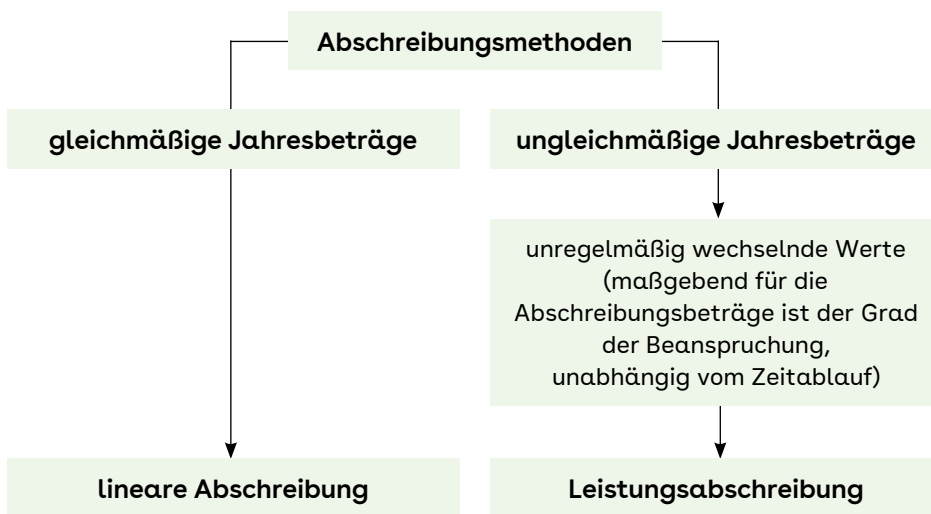 Abschreibungsmethoden
gleichmäßige Jahresbeträge
ungleichmäßige Jahresbeträge
unregelmäßig wechselnde Werte
(maßgebend für die
Abschreibungsbeträge ist der Grad
der Beanspruchung,
unabhängig vom Zeitablauf)
lineare Abschreibung
Leistungsabschreibung